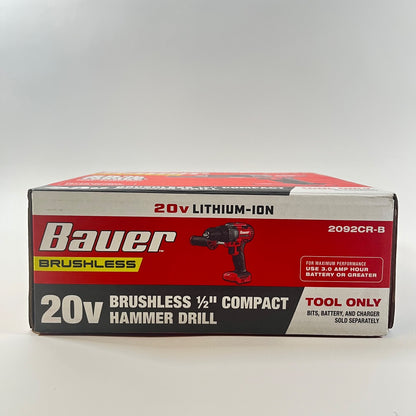 20v LITHIUM-ION
Bauer™
BRUSHLESS
2092CR-B
FOR MAXIMUM PERFORMANCE
USE 3.0 AMP HOUR
BATTERY OR GREATER
20v
BRUSHLESS ½" COMPACT
HAMMER DRILL
TOOL ONLY
BITS, BATTERY, AND CHARGER
SOLD SEPARATELY